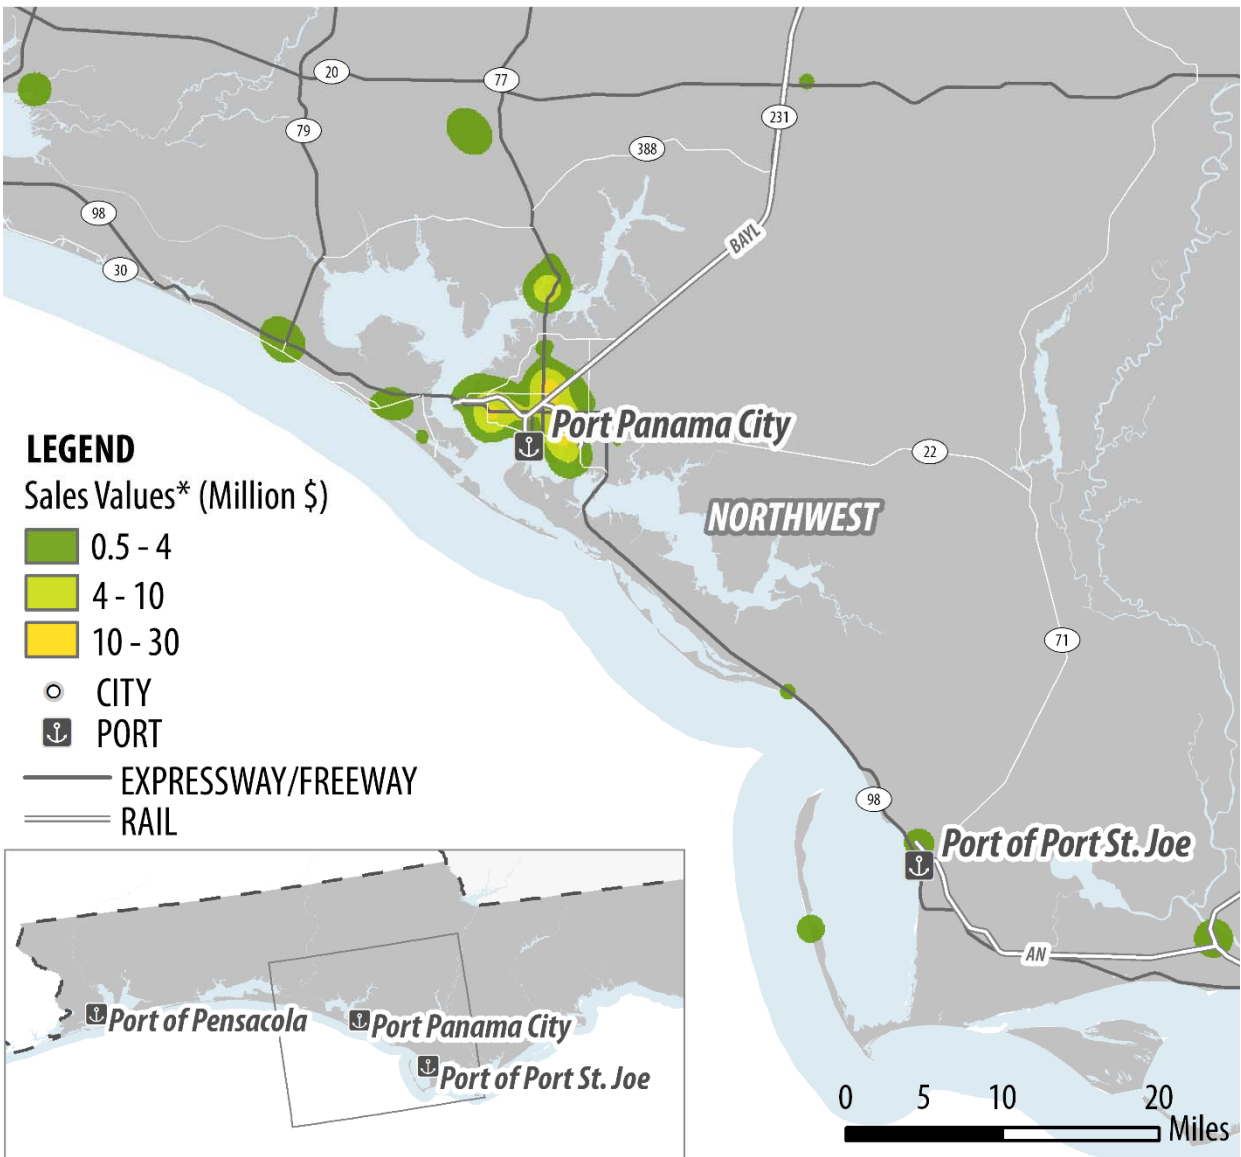 20
77
79
231
388
98
30
BAYL
Port Panama City
22
NORTHWEST
71
98
Port of Port St. Joe
AN
LEGEND
Sales Values* (Million $)
0.5 - 4
4 - 10
10 - 30
CITY
PORT
EXPRESSWAY/FREEWAY
RAIL
Port of Pensacola
Port Panama City
Port of Port St. Joe
0 5 10 20
Miles